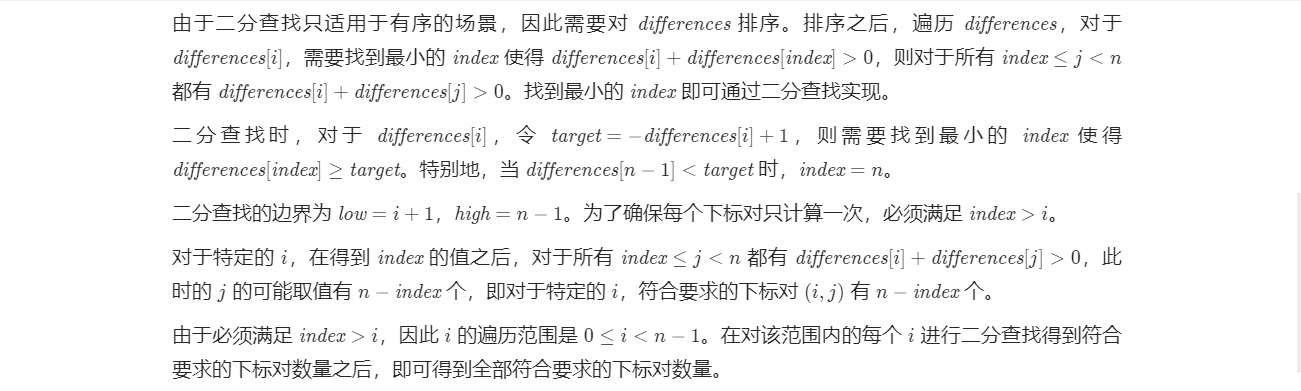 由于二分查找只适用于有序的场景，因此需要对 differences 排序。排序之后，遍历 differences，对于
differences[i]，需要找到最小的 index 使得 differences[i] + differences[index] > 0，则对于所有 index ≤ j < n
都有 differences[i] + differences[j] > 0。找到最小的 index 即可通过二分查找实现。
二分查找时，对于 differences[i]，令 target = −differences[i] + 1，则需要找到最小的 index 使得
differences[index] ≥ target。特别地，当 differences[n − 1] < target 时，index = n。
二分查找的边界为 low = i + 1，high = n − 1。为了确保每个下标对只计算一次，必须满足 index > i。
对于特定的 i，在得到 index 的值之后，对于所有 index ≤ j < n 都有 differences[i] + differences[j] > 0，此
时的 j 的可能取值有 n − index 个，即对于特定的 i，符合要求的下标对 (i, j) 有 n − index 个。
由于必须满足 index > i，因此 i 的遍历范围是 0 ≤ i < n − 1。在对该范围内的每个 i 进行二分查找得到符合
要求的下标对数量之后，即可得到全部符合要求的下标对数量。